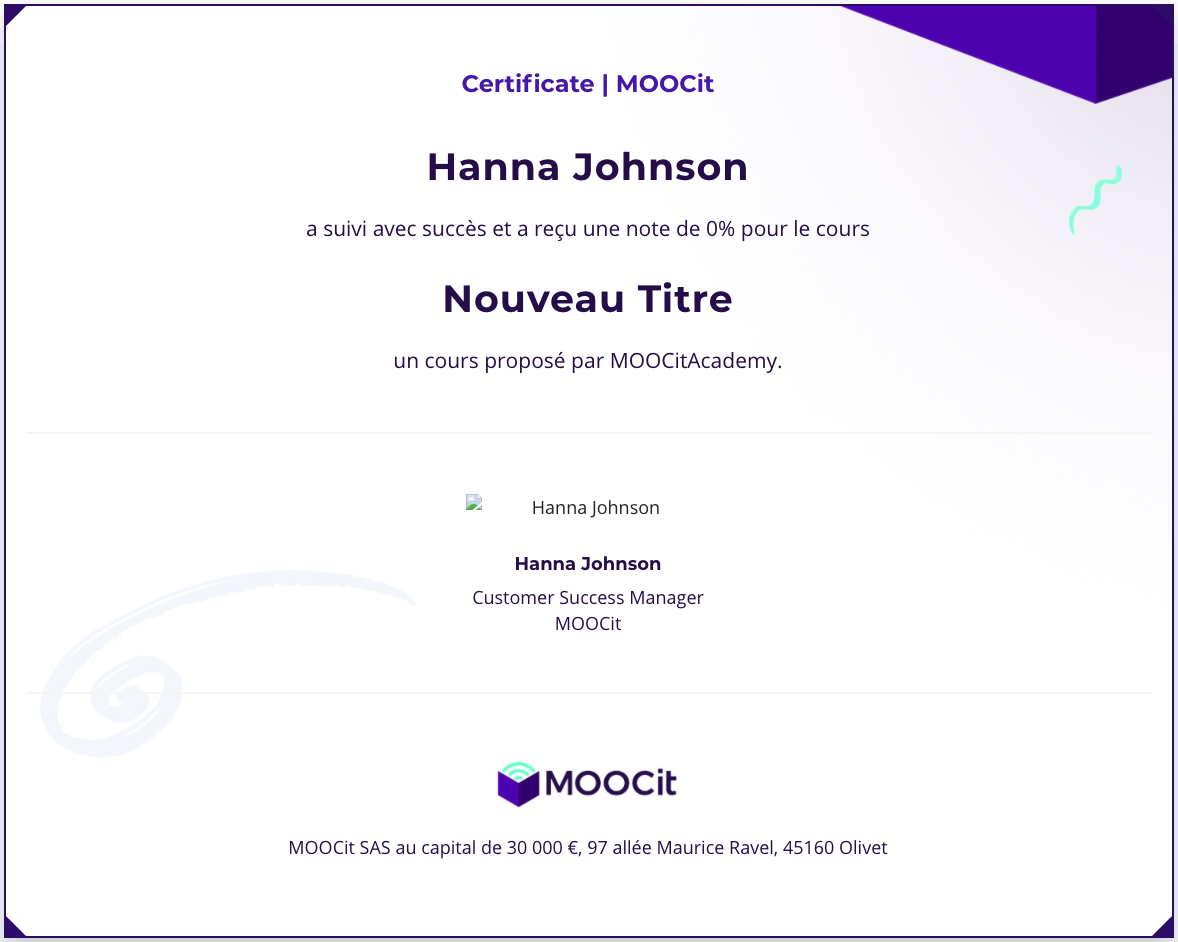 Certificate | MOOCit
Hanna Johnson
a suivi avec succès et a reçu une note de 0% pour le cours
Nouveau Titre
un cours proposé par MOOCitAcademy.
Hanna Johnson
Hanna Johnson
Customer Success Manager
MOOCit
MOOCit
MOOCit SAS au capital de 30 000 €, 97 allée Maurice Ravel, 45160 Olivet